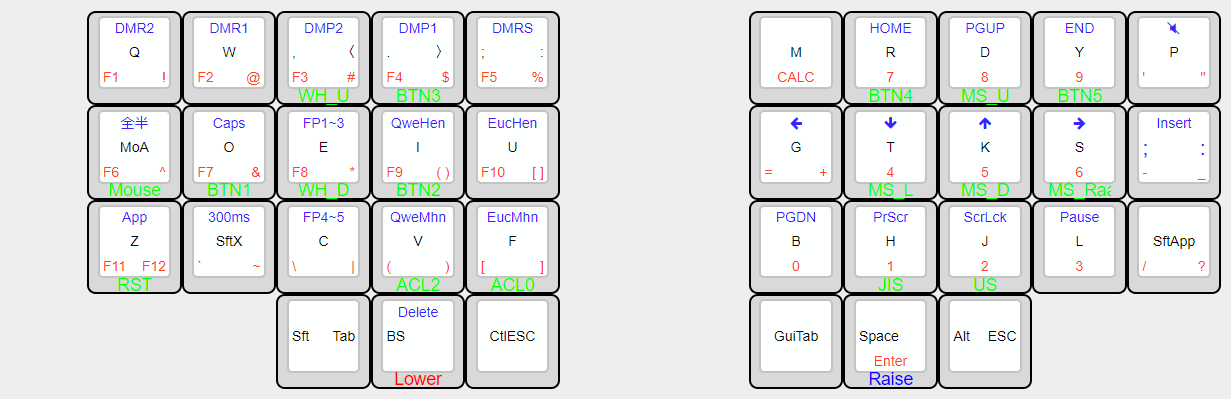 DMR2 DMR1 DMP2 DMP1 DMRS HOME PGUP END
Q W , 〈 . 〉 ; : M R D Y P
F1 ! F2 @ F3 # F4 $ F5 % CALC 7 8 9 ' "
WH_U BTN3 BTN4 MS_U BTN5
全半 Caps FP1~3 QweHen EucHen ← ↓ ↑ → Insert
MoA O E I U G T K S ; :
F6 ^ F7 & F8 * F9 ( ) F10 [ ] = + 4 5 6 - _
Mouse BTN1 WH_D BTN2 MS_L MS_D MS_Raa
App 300ms FP4~5 QweMhn EucMhn PGDN PrScr ScrLck Pause
Z SftX C V F B H J L SftApp
F11 F12 ` ~ \ | ( ) [ ] 0 1 2 3 / ?
RST ACL2 ACL0 JIS US
Delete
Sft Tab BS CtlESC GuiTab Space Alt ESC
Enter
Lower Raise